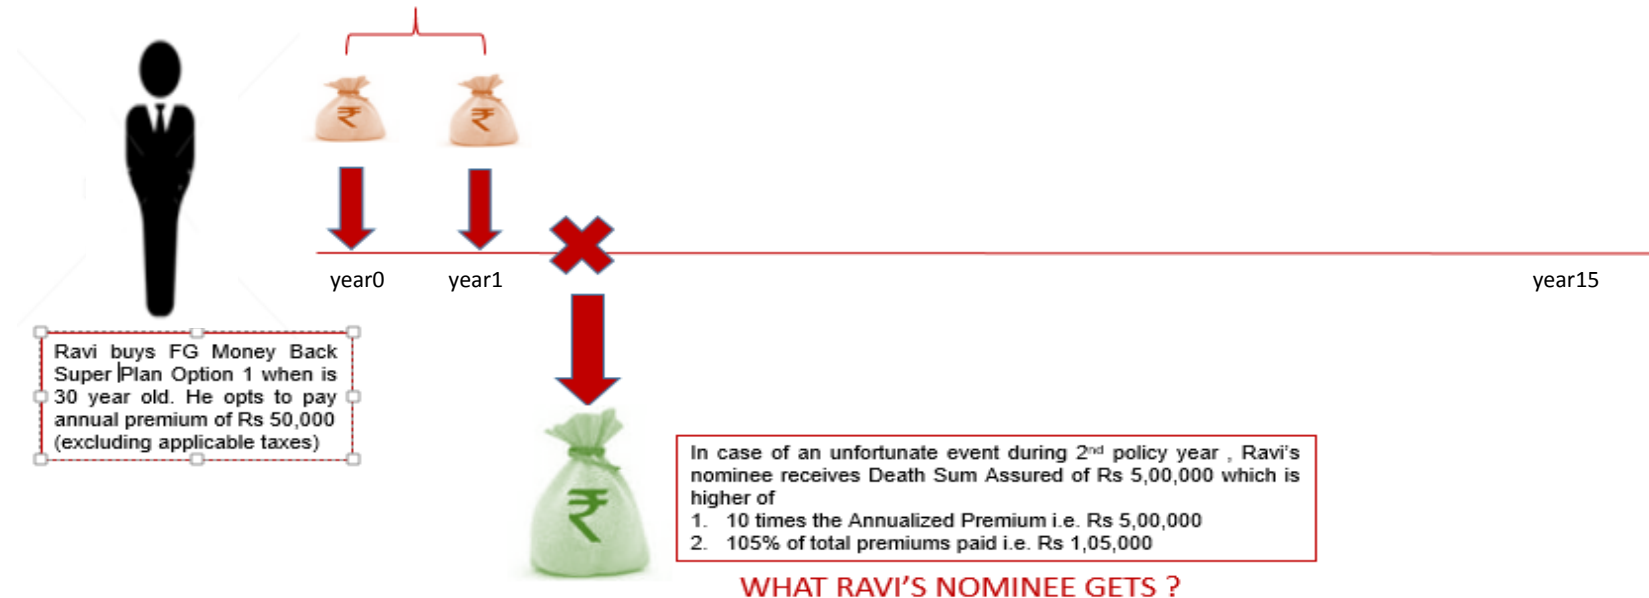 ₹ ₹
year0 year1 year15
Ravi buys FG Money Back
Super Plan Option 1 when is
30 year old. He opts to pay
annual premium of Rs 50,000
(excluding applicable taxes)
₹
In case of an unfortunate event during 2nd policy year , Ravi's
nominee receives Death Sum Assured of Rs 5,00,000 which is
higher of
1. 10 times the Annualized Premium i.e. Rs 5,00,000
2. 105% of total premiums paid i.e. Rs 1,05,000
WHAT RAVI'S NOMINEE GETS ?